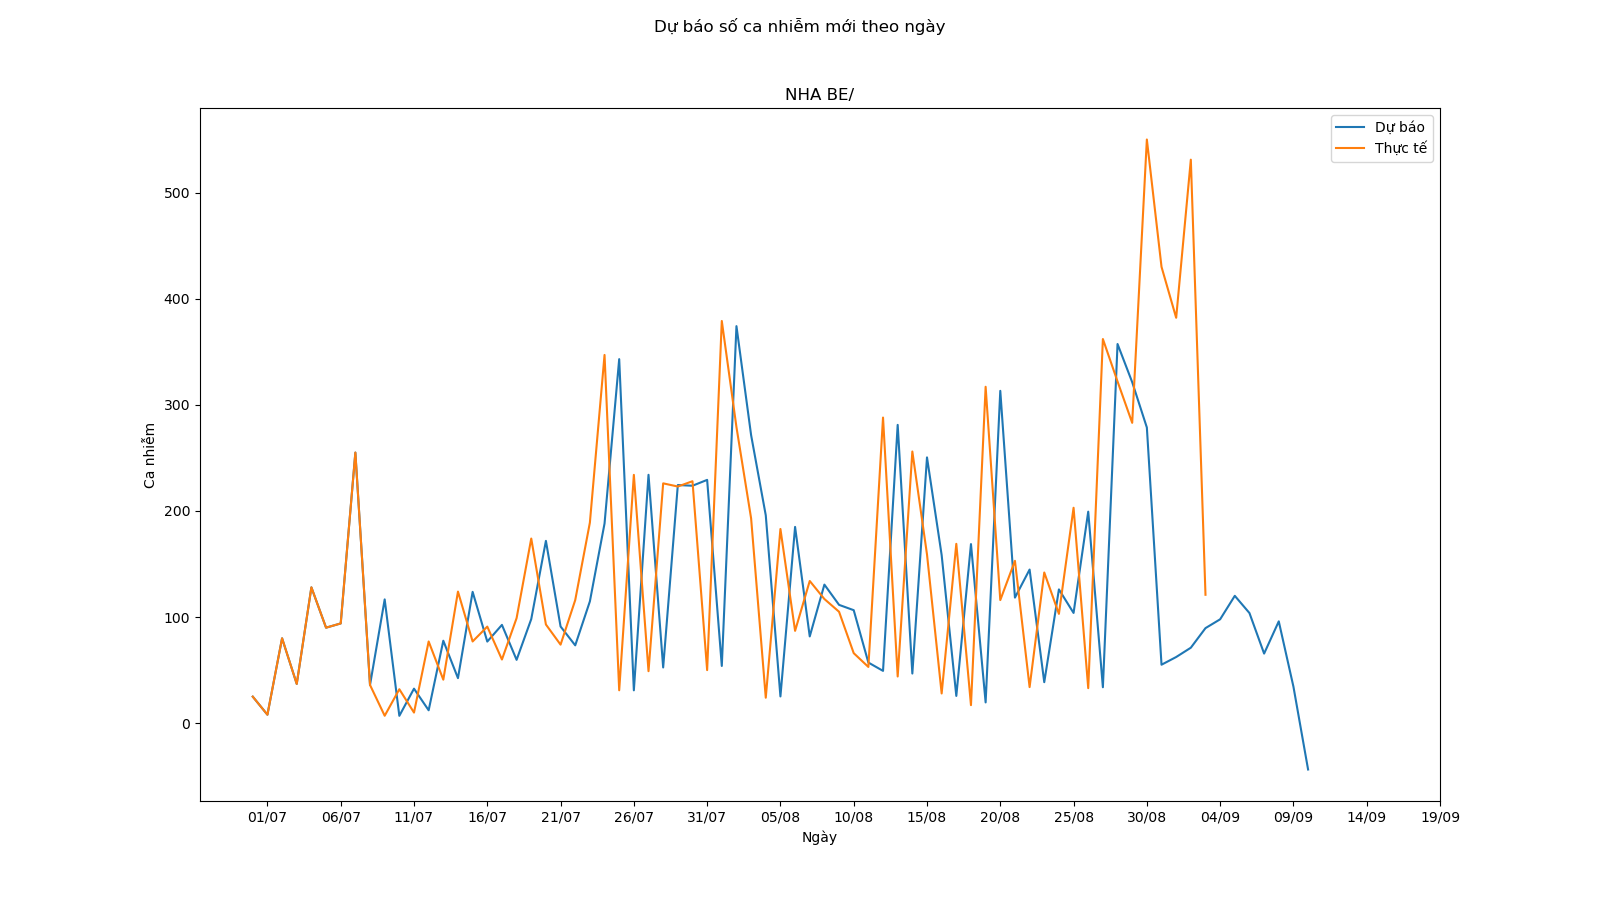 Dự báo số ca nhiễm mới theo ngày
NHA BE/
Dự báo
Thực tế
500
400
300
200
100
0
Ca nhiễm
01/07 06/07 11/07 16/07 21/07 26/07 31/07 05/08 10/08 15/08 20/08 25/08 30/08 04/09 09/09 14/09 19/09
Ngày